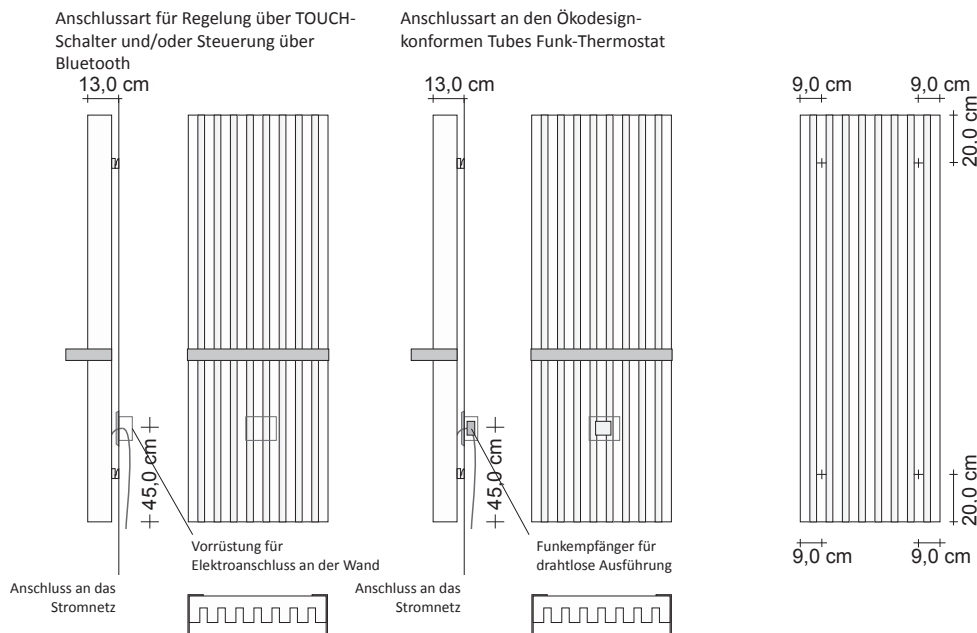 Anschlussart für Regelung über TOUCH-
Schalter und/oder Steuerung über
Bluetooth
Anschlussart an den Ökodesign-
konformen Tubes Funk-Thermostat
13,0 cm
13,0 cm
9,0 cm
9,0 cm
20.0 cm
45,0 cm
45,0 cm
20.0 cm
9,0 cm
9,0 cm
Vorrüstung für
Elektroanschluss an der Wand
Funkempfänger für
drahtlose Ausführung
Anschluss an das
Stromnetz
Anschluss an das
Stromnetz